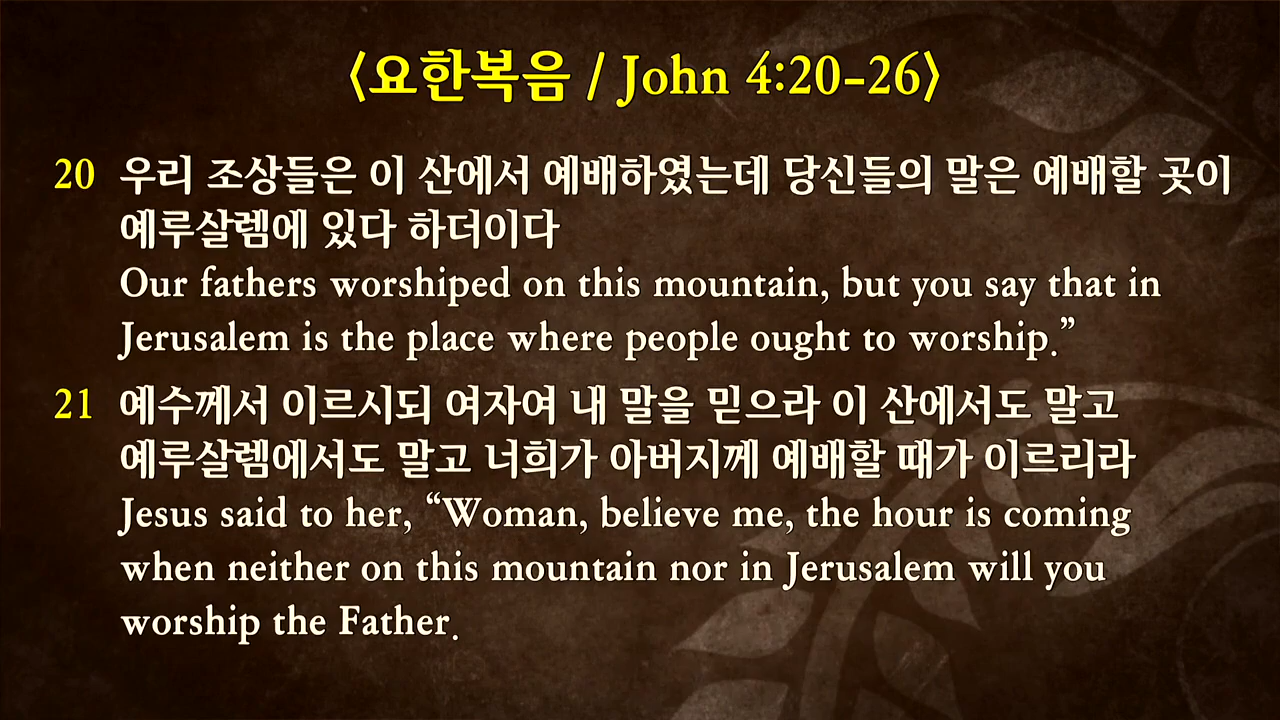 〈요한복음 / John 4:20-26〉
20 우리 조상들은 이 산에서 예배하였는데 당신들의 말은 예배할 곳이
예루살렘에 있다 하더이다
Our fathers worshiped on this mountain, but you say that in
Jerusalem is the place where people ought to worship.”
21 예수께서 이르시되 여자여 내 말을 믿으라 이 산에서도 말고
예루살렘에서도 말고 너희가 아버지께 예배할 때가 이르리라
Jesus said to her, “Woman, believe me, the hour is coming
when neither on this mountain nor in Jerusalem will you
worship the Father.